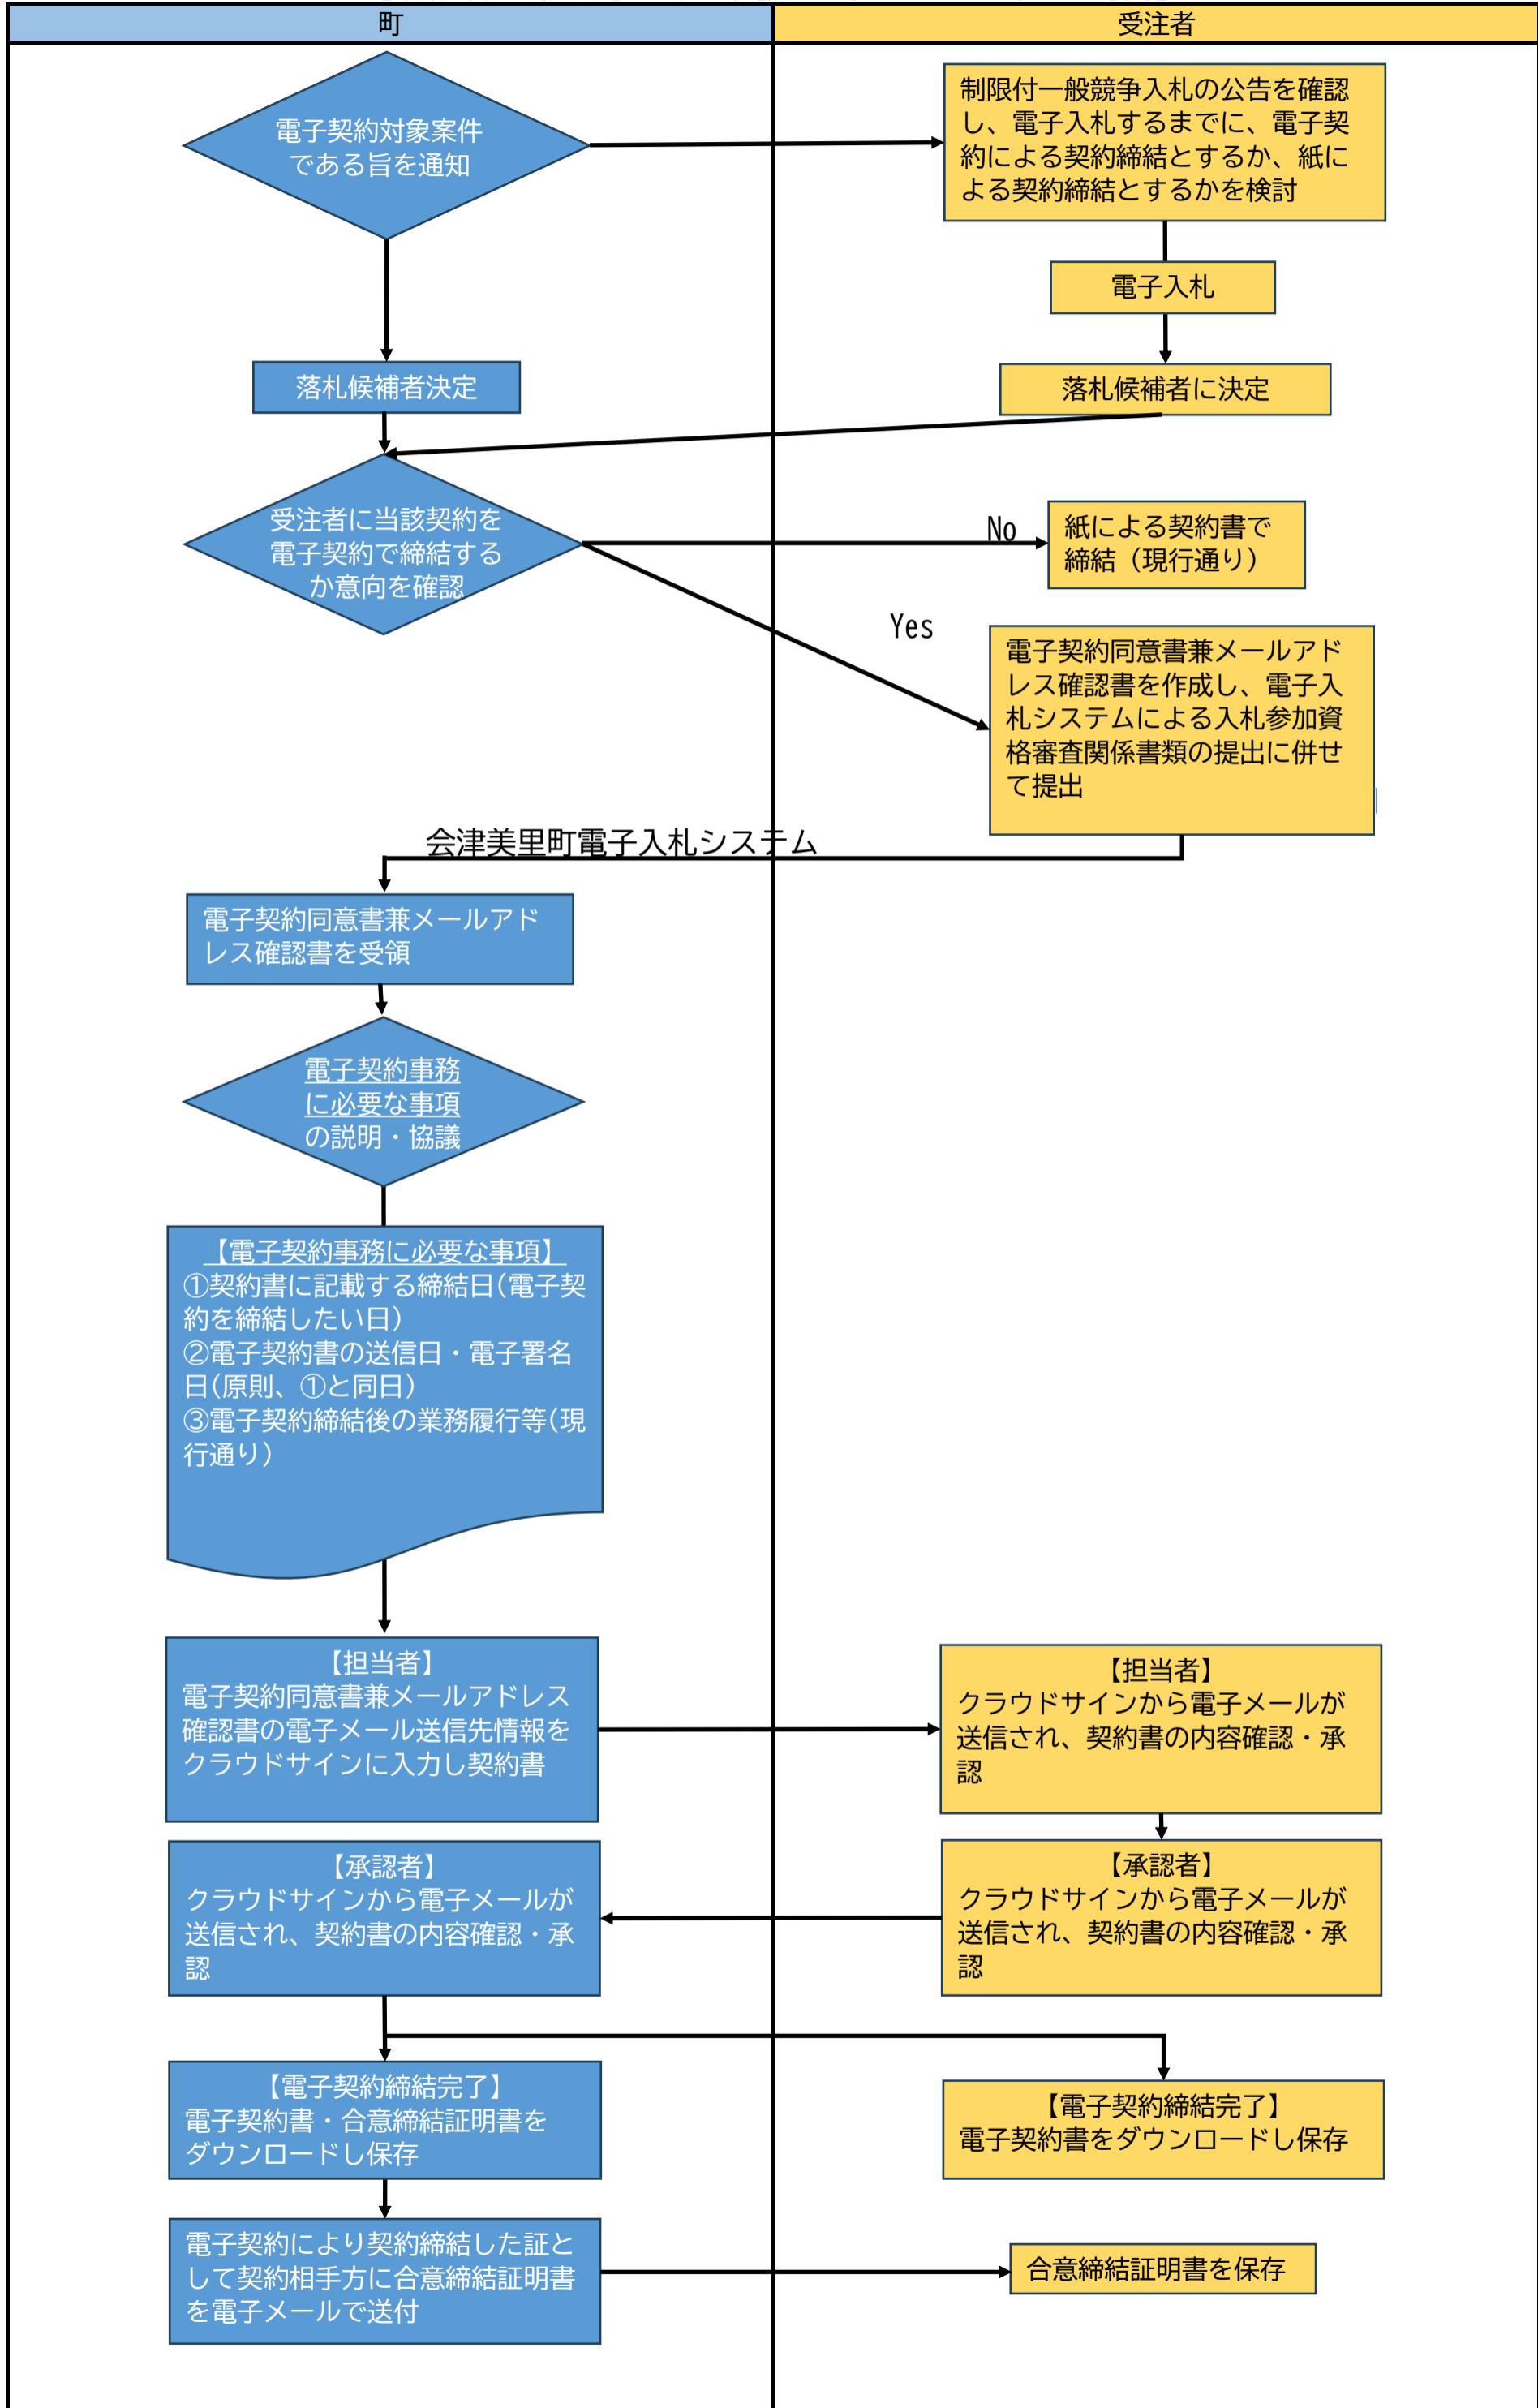 町
受注者
電子契約対象案件
である旨を通知
制限付一般競争入札の公告を確認
し、電子入札するまでに、電子契
約による契約締結とするか、紙に
よる契約締結とするかを検討
電子入札
落札候補者決定
落札候補者に決定
受注者に当該契約を
電子契約で締結する
か意向を確認
No
紙による契約書で
締結（現行通り）
Yes
電子契約同意書兼メールアド
レス確認書を作成し、電子入
札システムによる入札参加資
格審査関係書類の提出に併せ
て提出
会津美里町電子入札システム
電子契約同意書兼メールアド
レス確認書を受領
電子契約事務
に必要な事項
の説明・協議
【電子契約事務に必要な事項】
①契約書に記載する締結日(電子契
約を締結したい日)
②電子契約書の送信日・電子署名
日(原則、①と同日)
③電子契約締結後の業務履行等(現
行通り)
【担当者】
電子契約同意書兼メールアドレス
確認書の電子メール送信先情報を
クラウドサインに入力し契約書
【担当者】
クラウドサインから電子メールが
送信され、契約書の内容確認・承
認
【承認者】
クラウドサインから電子メールが
送信され、契約書の内容確認・承
認
【承認者】
クラウドサインから電子メールが
送信され、契約書の内容確認・承
認
【電子契約締結完了】
電子契約書・合意締結証明書を
ダウンロードし保存
【電子契約締結完了】
電子契約書をダウンロードし保存
電子契約により契約締結した証と
して契約相手方に合意締結証明書
を電子メールで送付
合意締結証明書を保存